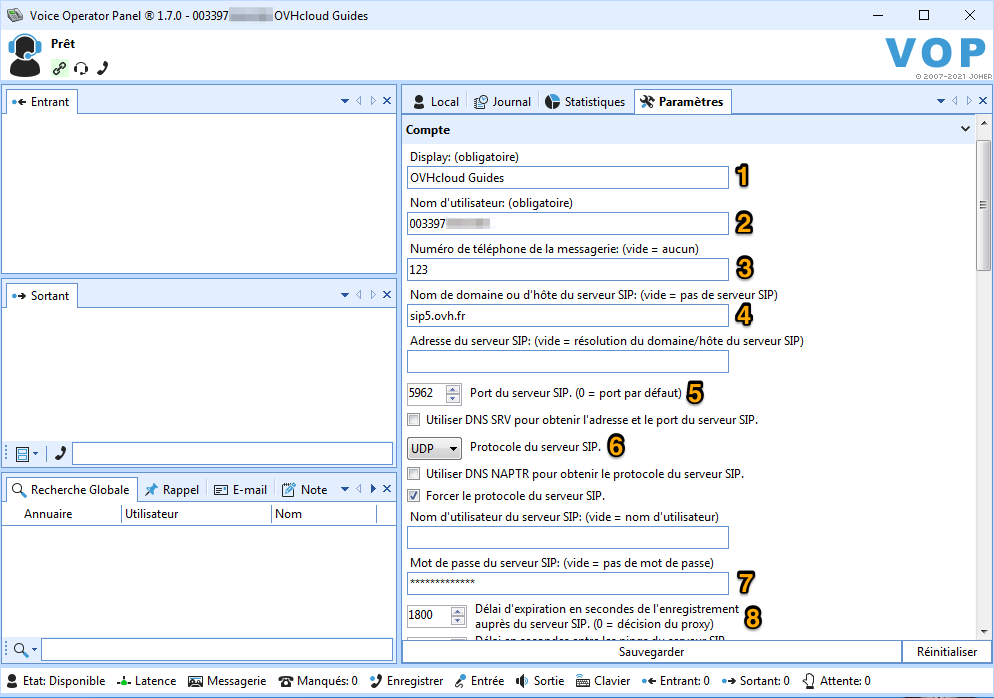 Voice Operator Panel ® 1.7.0 - 003397 OVHcloud Guides
Prêt
VOP
© 2007-2021 JOHER
Entrant
Sortant
Recherche Globale Rappel E-mail Note
Annuaire Utilisateur Nom
Local Journal Statistiques Paramètres
Compte
Display: (obligatoire)
OVHcloud Guides 1
Nom d'utilisateur: (obligatoire)
003397 2
Numéro de téléphone de la messagerie: (vide = aucun)
123 3
Nom de domaine ou d'hôte du serveur SIP: (vide = pas de serveur SIP)
sip5.ovh.fr 4
Adresse du serveur SIP: (vide = résolution du domaine/hôte du serveur SIP)
5962 Port du serveur SIP. (0 = port par défaut) 5
Utiliser DNS SRV pour obtenir l'adresse et le port du serveur SIP.
UDP Protocole du serveur SIP. 6
Utiliser DNS NAPTR pour obtenir le protocole du serveur SIP.
Forcer le protocole du serveur SIP.
Nom d'utilisateur du serveur SIP: (vide = nom d'utilisateur)
Mot de passe du serveur SIP: (vide = pas de mot de passe)
************* 7
1800 Délai d'expiration en secondes de l'enregistrement
auprès du serveur SIP. (0 = décision du proxy) 8
Délai en secondes entre les pings du serveur SIP
Sauvegarder Réinitialiser
Etat: Disponible Latence Messagerie Manqués: 0 Enregistrer Entrée Sortie Clavier Entrant: 0 Sortant: 0 Attente: 0